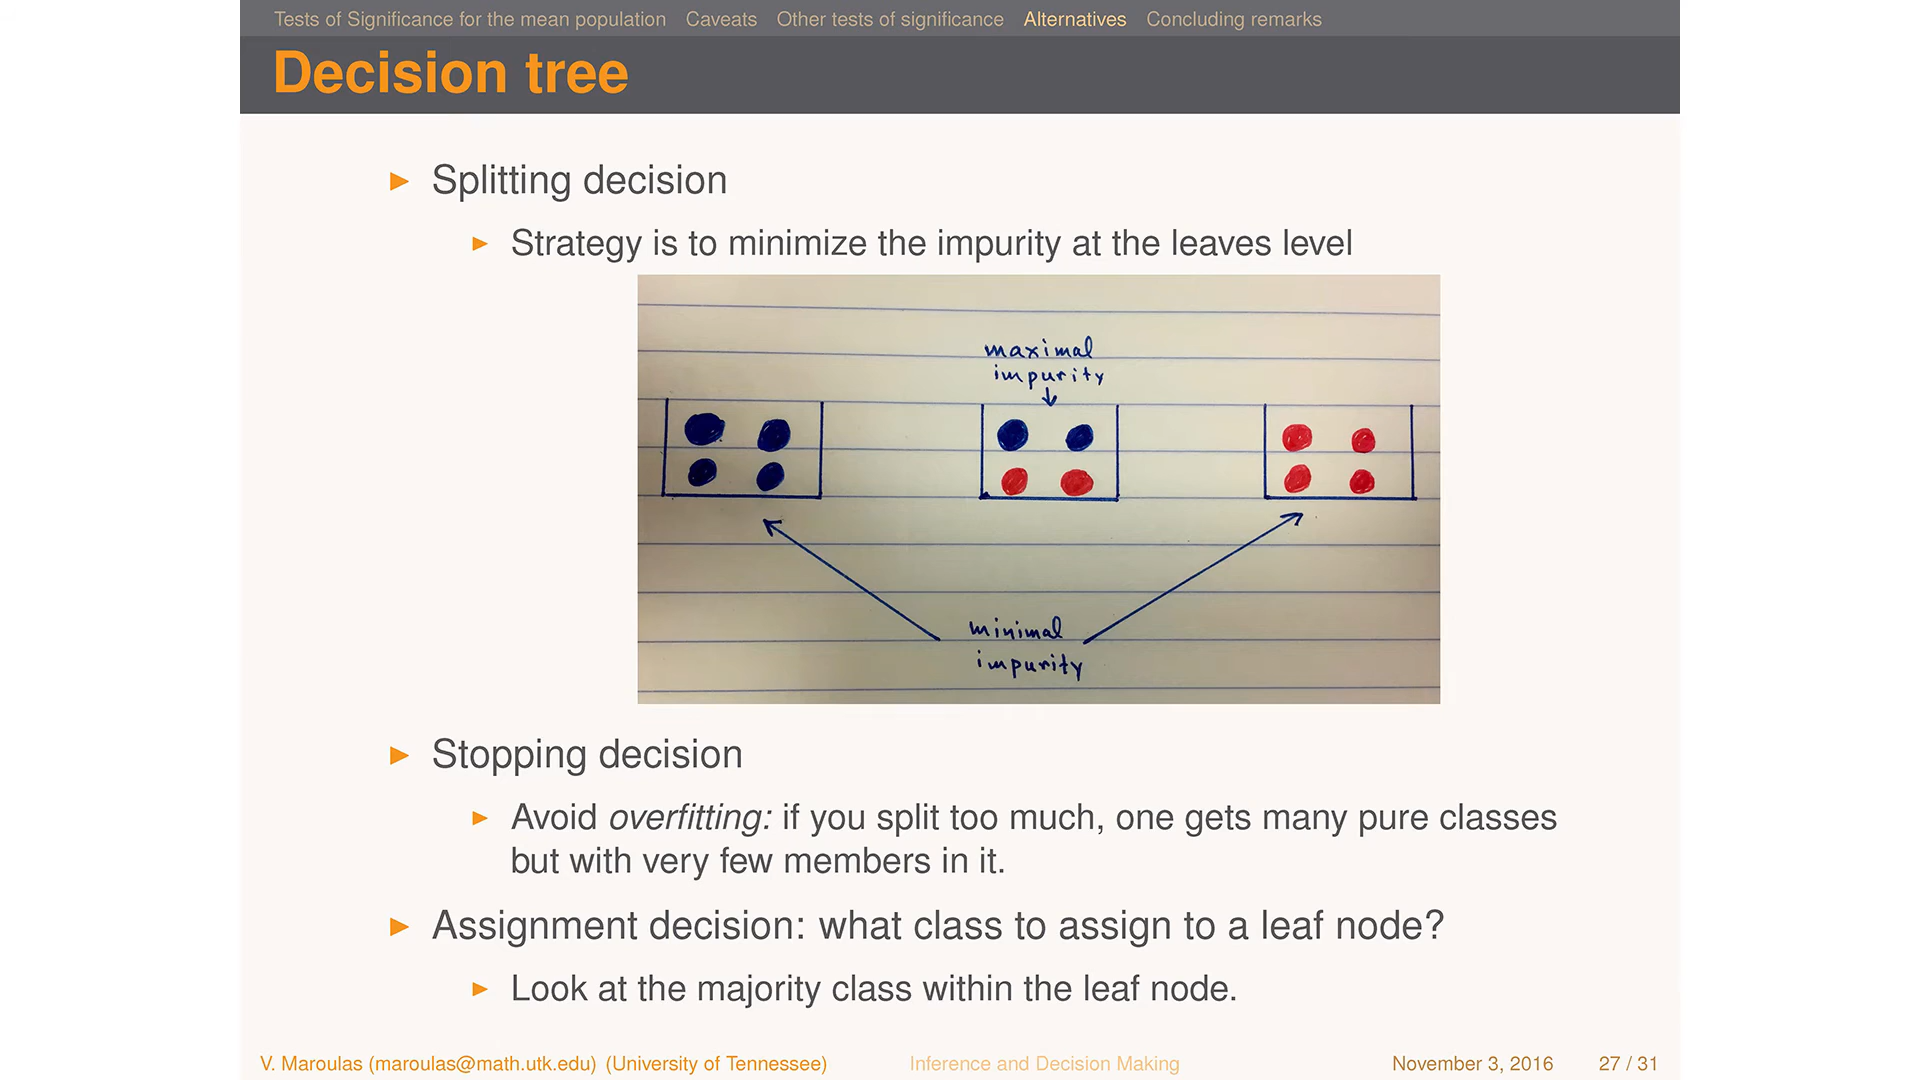 Tests of Significance for the mean population Caveats Other tests of significance Alternatives Concluding remarks
Decision tree
Splitting decision
Strategy is to minimize the impurity at the leaves level
maximal
impurity
minimal
impurity
Stopping decision
Avoid overfitting: if you split too much, one gets many pure classes
but with very few members in it.
Assignment decision: what class to assign to a leaf node?
Look at the majority class within the leaf node.
V. Maroulas (maroulas@math.utk.edu) (University of Tennessee) Inference and Decision Making November 3, 2016 27 / 31